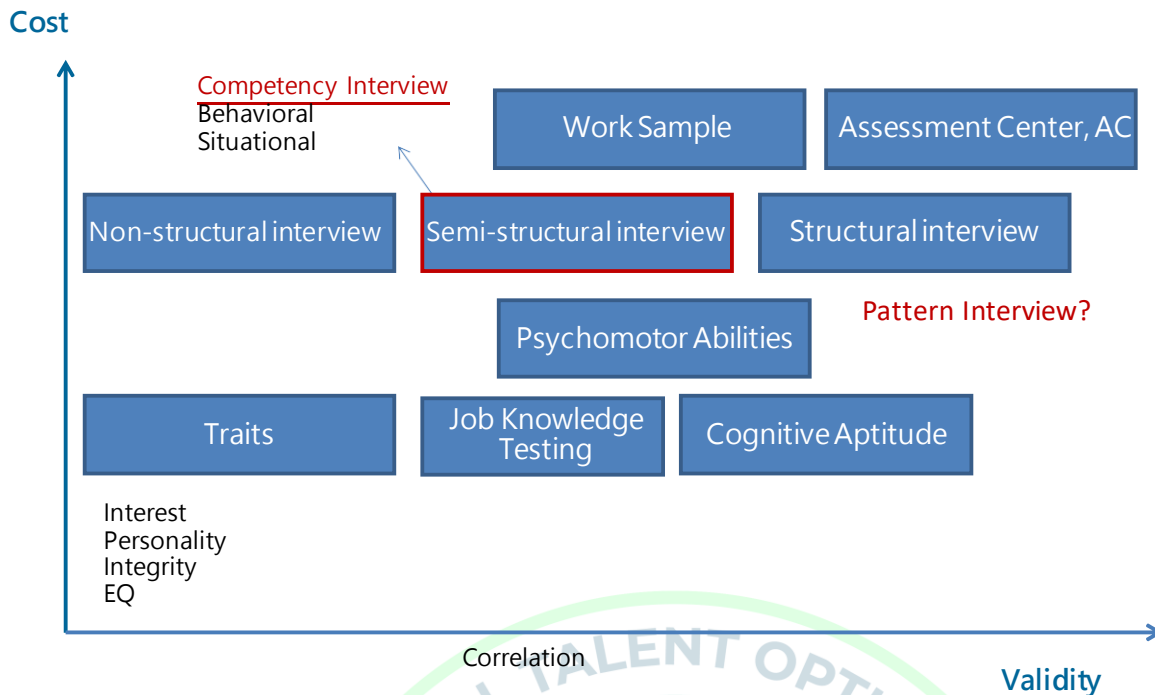 Cost
Competency Interview
Behavioral
Situational
Work Sample
Assessment Center, AC
Non-structural interview
Semi-structural interview
Structural interview
Pattern Interview?
Psychomotor Abilities
Traits
Job Knowledge
Testing
Cognitive Aptitude
Interest
Personality
Integrity
EQ
Correlation
Validity
TALENT